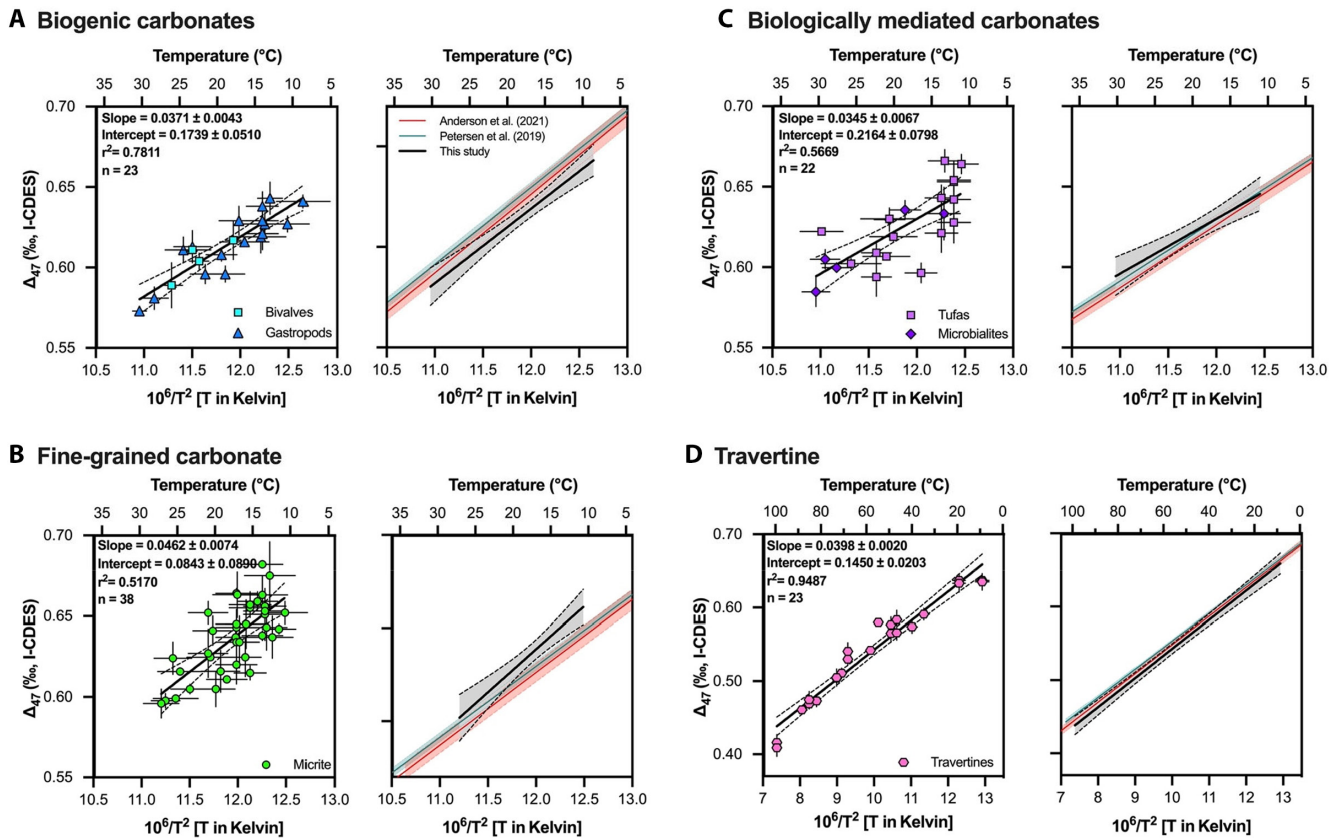 A Biogenic carbonates
Temperature (°C)
35 30 25 20 15 10 5
Δ47 (‰, I-CDES)
0.70
0.65
0.60
0.55
Slope = 0.0371 ± 0.0043
Intercept = 0.1739 ± 0.0510
r²= 0.7811
n = 23
Bivalves
Gastropods
10.5 11.0 11.5 12.0 12.5 13.0
10⁶/T² [T in Kelvin]
Temperature (°C)
35 30 25 20 15 10 5
Anderson et al. (2021)
Petersen et al. (2019)
This study
10.5 11.0 11.5 12.0 12.5 13.0
10⁶/T² [T in Kelvin]
C Biologically mediated carbonates
Temperature (°C)
35 30 25 20 15 10 5
Δ47 (‰, I-CDES)
0.70
0.65
0.60
0.55
Slope = 0.0345 ± 0.0067
Intercept = 0.2164 ± 0.0798
r²= 0.5669
n = 22
Tufas
Microbialites
10.5 11.0 11.5 12.0 12.5 13.0
10⁶/T² [T in Kelvin]
Temperature (°C)
35 30 25 20 15 10 5
10.5 11.0 11.5 12.0 12.5 13.0
10⁶/T² [T in Kelvin]
B Fine-grained carbonate
Temperature (°C)
35 30 25 20 15 10 5
Δ47 (‰, I-CDES)
0.70
0.65
0.60
0.55
Slope = 0.0462 ± 0.0074
Intercept = 0.0843 ± 0.0890
r²= 0.5170
n = 38
Micrite
10.5 11.0 11.5 12.0 12.5 13.0
10⁶/T² [T in Kelvin]
Temperature (°C)
35 30 25 20 15 10 5
10.5 11.0 11.5 12.0 12.5 13.0
10⁶/T² [T in Kelvin]
D Travertine
Temperature (°C)
100 80 60 40 20 0
Δ47 (‰, I-CDES)
0.70
0.60
0.50
0.40
Slope = 0.0398 ± 0.0020
Intercept = 0.1450 ± 0.0203
r²= 0.9487
n = 23
Travertines
7 8 9 10 11 12 13
10⁶/T² [T in Kelvin]
Temperature (°C)
100 80 60 40 20 0
7 8 9 10 11 12 13
10⁶/T² [T in Kelvin]